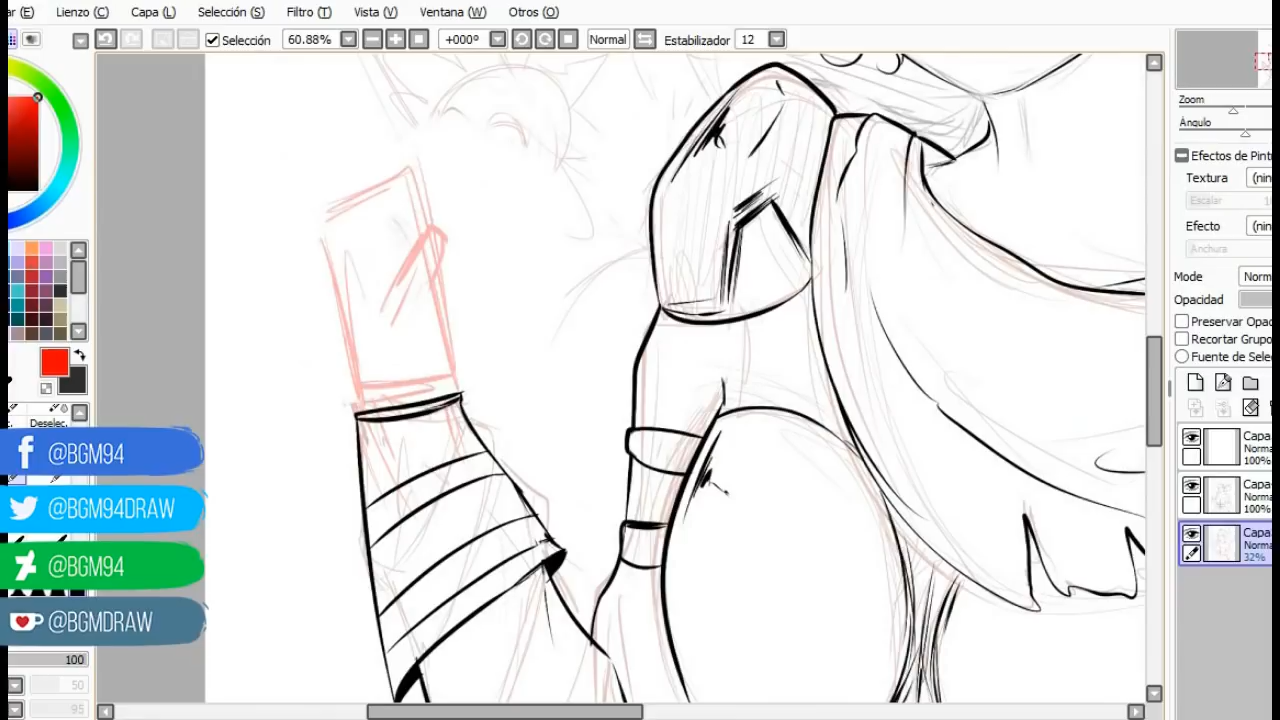 ar (E) Lienzo (C) Capa (L) Selección (S) Filtro (T) Vista (V) Ventana (W) Otros (O)
Selección 60.88% +000º Normal Estabilizador 12
Zoom
Ángulo
Efectos de Pint
Textura (nin
Escalar
Efecto (nin
Anchura
Mode Norm
Opacidad
Preservar Opac
Recortar Grupo
Fuente de Selec
Deselec.
Capa
Norma
100%
Capa
Norma
100%
Capa
Norma
32%
@BGM94
@BGM94DRAW
@BGM94
@BGMDRAW
100
50
95